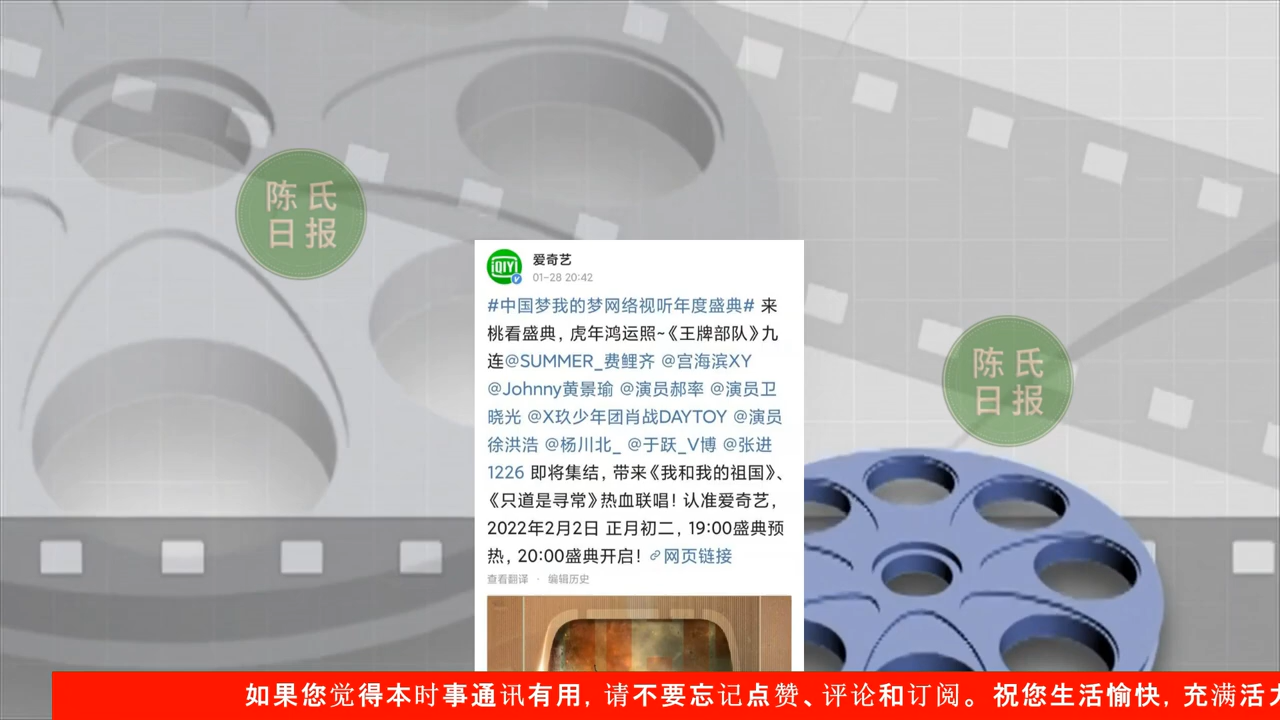 陈氏
日报
iQIYI
爱奇艺
01-28 20:42
#中国梦我的梦网络视听年度盛典# 来
桃看盛典，虎年鸿运照~《王牌部队》九
连@SUMMER_费鲤齐 @宫海滨XY
@Johnny黄景瑜 @演员郝率 @演员卫
晓光 @X玖少年团肖战DAYTOY @演员
徐洪浩 @杨川北_ @于跃_V博 @张进
1226 即将集结，带来《我和我的祖国》、
《只道是寻常》热血联唱！认准爱奇艺，
2022年2月2日 正月初二，19:00盛典预
热，20:00盛典开启！网页链接
查看翻译 · 编辑历史
陈氏
日报
如果您觉得本时事通讯有用，请不要忘记点赞、评论和订阅。祝您生活愉快，充满活